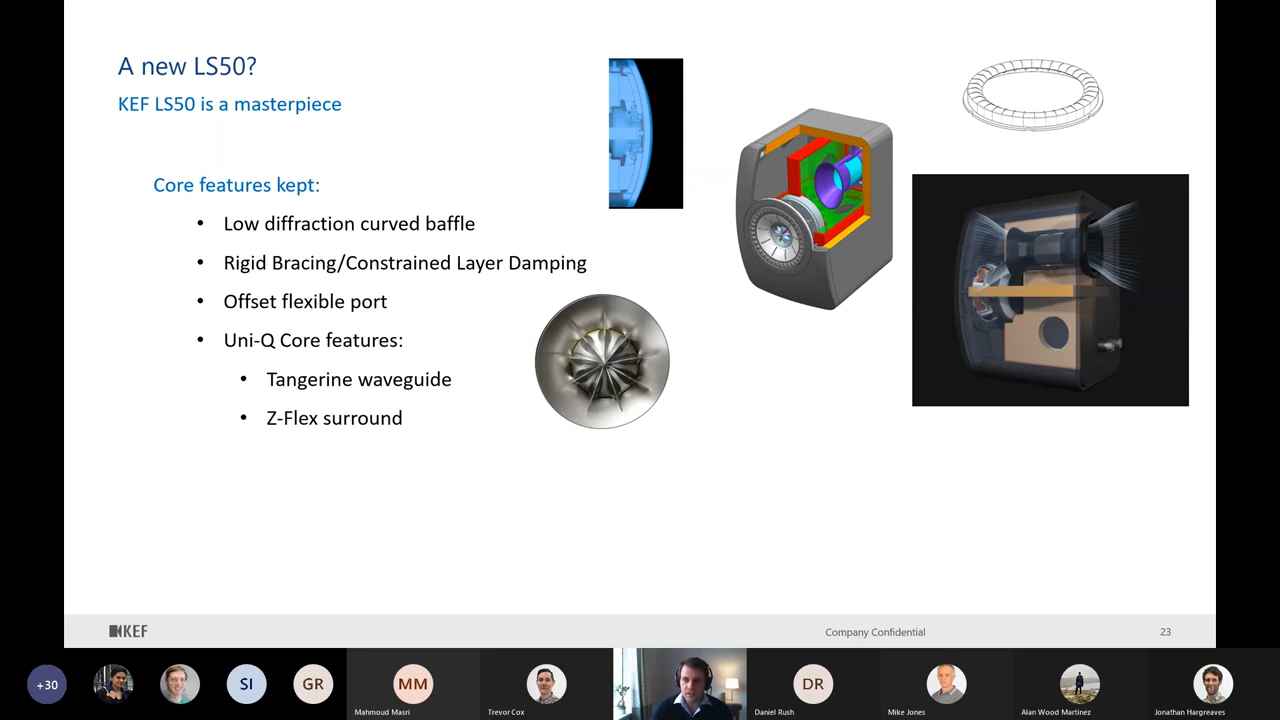 A new LS50?
KEF LS50 is a masterpiece
Core features kept:
• Low diffraction curved baffle
• Rigid Bracing/Constrained Layer Damping
• Offset flexible port
• Uni-Q Core features:
• Tangerine waveguide
• Z-Flex surround
KEF
Company Confidential
23
+30
SI
GR
MM
DR
Mahmoud Masri
Trevor Cox
Daniel Rush
Mike Jones
Alan Wood Martinez
Jonathan Hargreaves